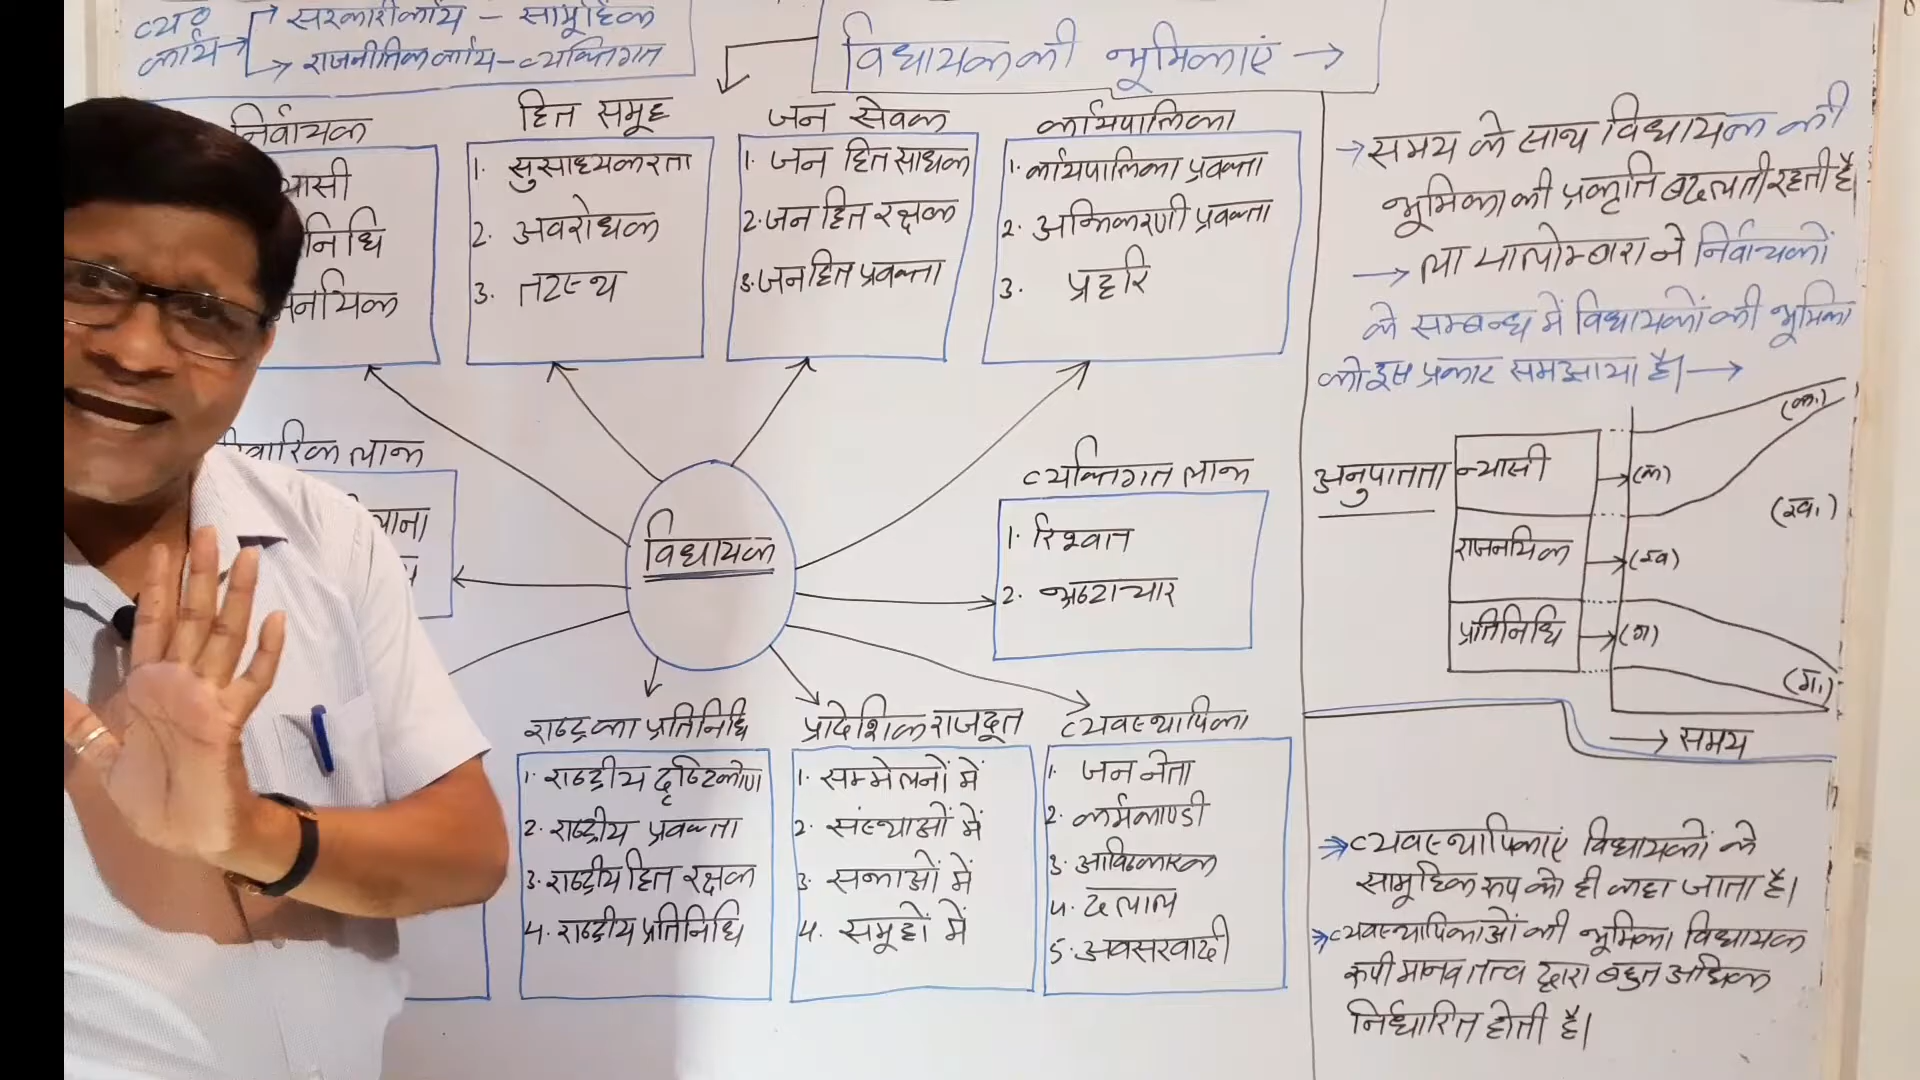 व्य०
कार्य → सरकारी कार्य – सामूहिक
→ राजनीतिक कार्य – व्यक्तिगत
विधायक की भूमिकाएं →
निर्वाचक
हित समूह
1. सुसाध्यकरता
2. अवरोधक
3. तटस्थ
जन सेवक
1. जन हित साधक
2. जन हित रक्षक
3. जनहित प्रवक्ता
कार्यपालिका
1. कार्यपालिका प्रवक्ता
2. अभिकरणी प्रवक्ता
3. प्रहरि
विधायक
व्यक्तिगत लाभ
1. रिश्वत
2. भ्रष्टाचार
राष्ट्र का प्रतिनिधि
1. राष्ट्रीय दृष्टिकोण
2. राष्ट्रीय प्रवक्ता
3. राष्ट्रीय हित रक्षक
4. राष्ट्रीय प्रतिनिधि
प्रादेशिक राजदूत
1. सम्मेलनों में
2. संस्थाओं में
3. सभाओं में
4. समूहों में
व्यवस्थापिका
1. जन नेता
2. कर्मकाण्डी
3. आविष्कारक
4. दलाल
5. अवसरवादी
→ समय के साथ विधायक की
भूमिका की प्रकृति बदलती रहती है।
→ ला पालोम्बारा ने निर्वाचकों
के सम्बन्ध में विधायकों की भूमिका
को इस प्रकार समझाया है। →
अनुपातता
न्यासी → (क)
राजनयिक → (ख)
प्रतिनिधि → (ग)
(क.)
(ख.)
(ग.)
→ समय
→ व्यवस्थापिकाएं विधायकों के
सामूहिक रूप को ही कहा जाता है।
→ व्यवस्थापिकाओं की भूमिका विधायक
रूपी मानव तत्व द्वारा बहुत अधिक
निर्धारित होती है।